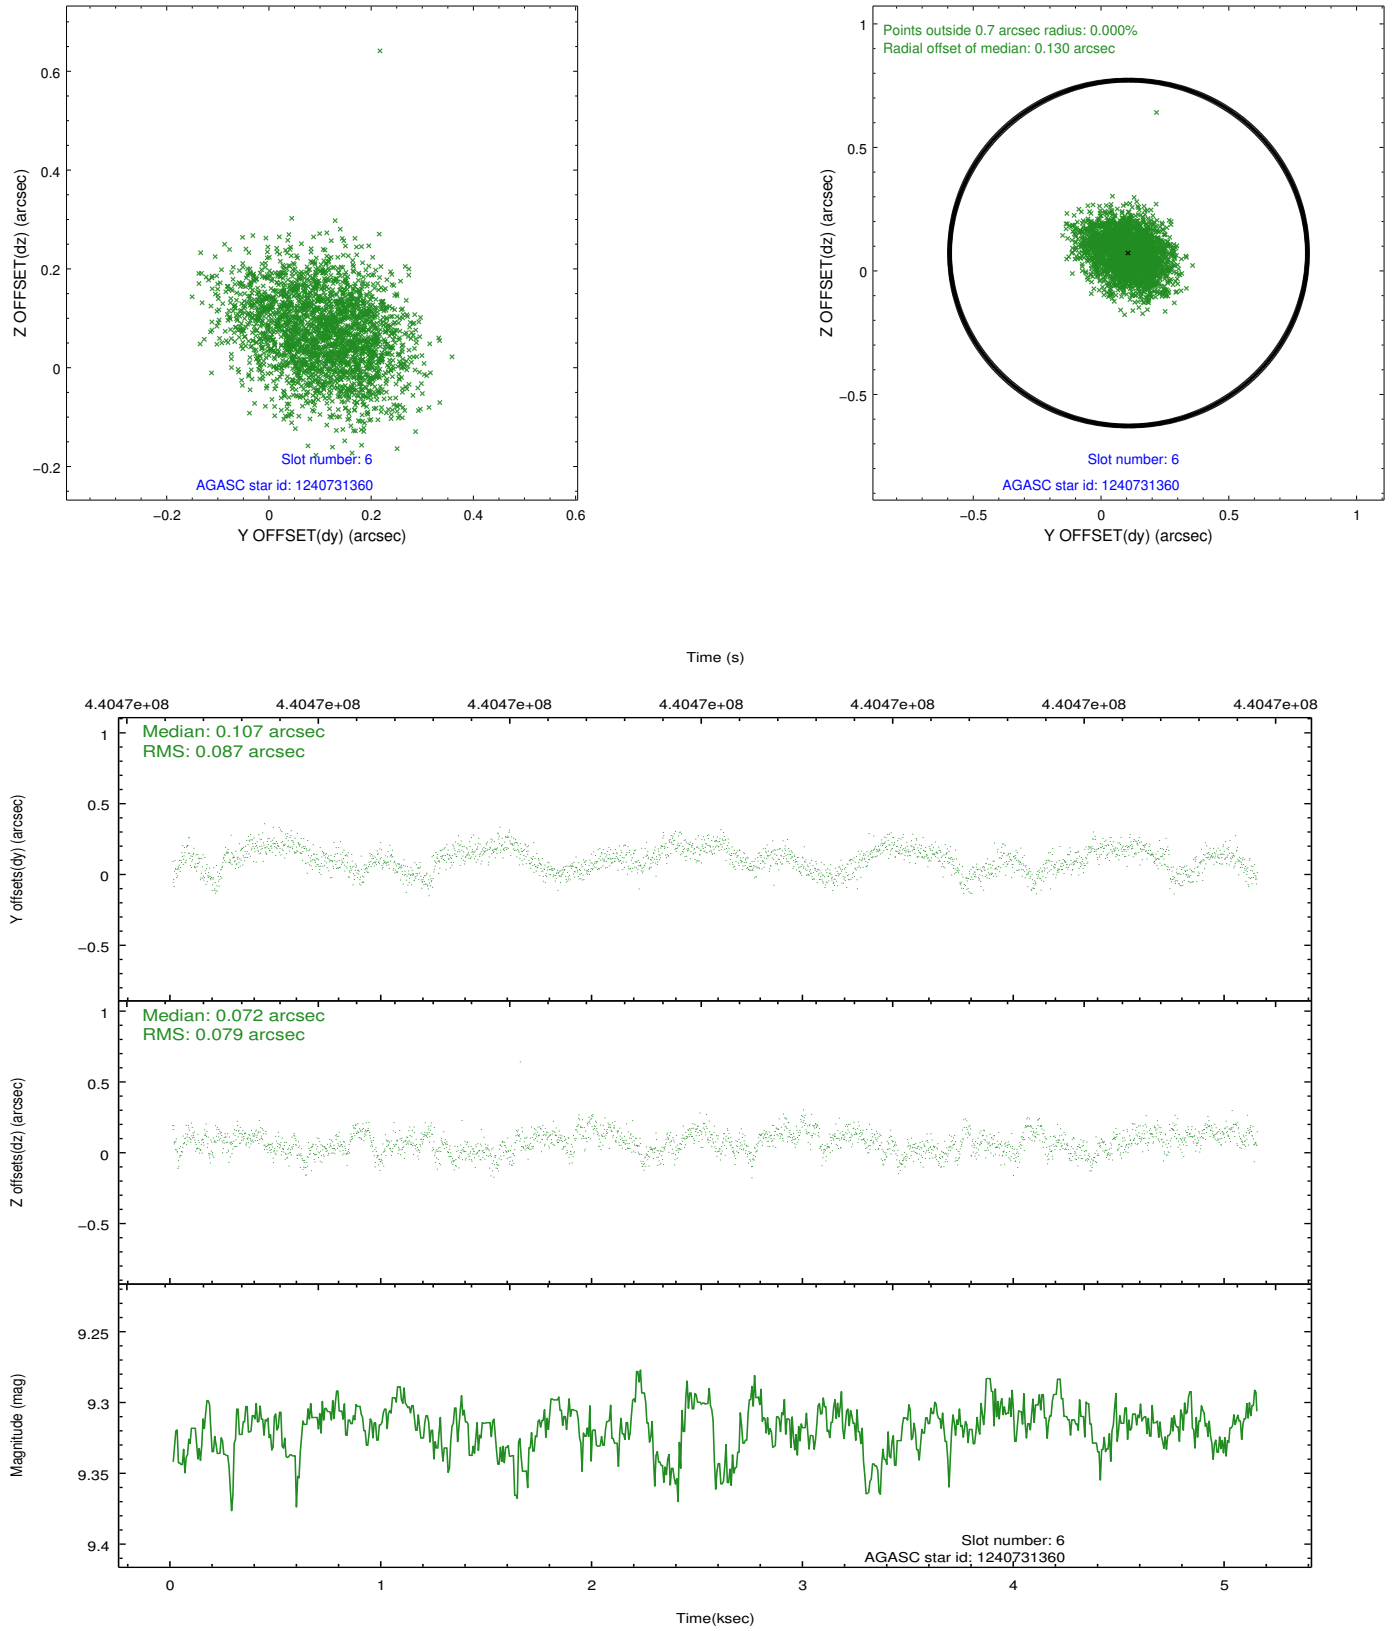 0.6
0.4
0.2
0
−0.2
Z OFFSET(dz) (arcsec)
Slot number: 6
AGASC star id: 1240731360
−0.2 0 0.2 0.4 0.6
Y OFFSET(dy) (arcsec)
Points outside 0.7 arcsec radius: 0.000%
Radial offset of median: 0.130 arcsec
1
0.5
0
−0.5
Z OFFSET(dz) (arcsec)
Slot number: 6
AGASC star id: 1240731360
−0.5 0 0.5 1
Y OFFSET(dy) (arcsec)
Time (s)
4.4047e+08 4.4047e+08 4.4047e+08 4.4047e+08 4.4047e+08 4.4047e+08 4.4047e+08
Median: 0.107 arcsec
RMS: 0.087 arcsec
1
0.5
0
−0.5
Y offsets(dy) (arcsec)
Median: 0.072 arcsec
RMS: 0.079 arcsec
1
0.5
0
−0.5
Z offsets(dz) (arcsec)
9.25
9.3
9.35
9.4
Magnitude (mag)
Slot number: 6
AGASC star id: 1240731360
0 1 2 3 4 5
Time(ksec)